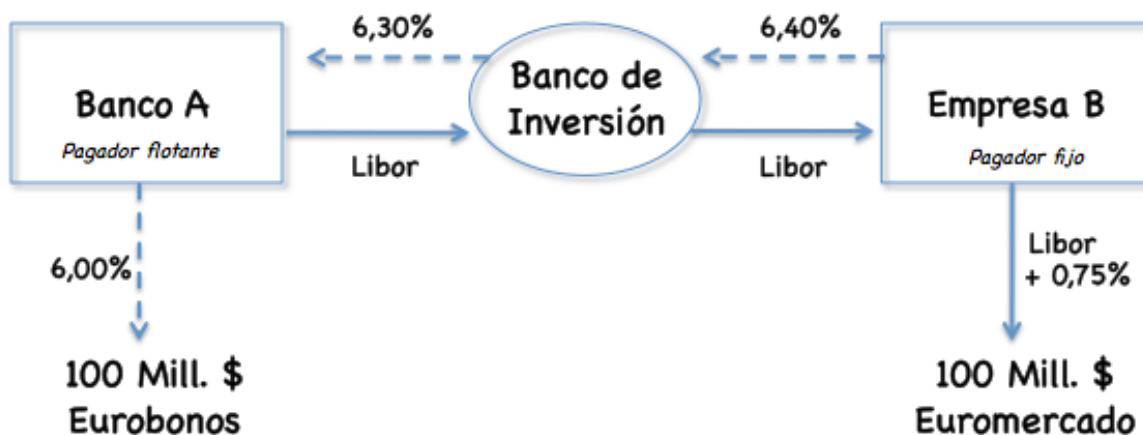 6,30%
6,40%
Banco A
Pagador flotante
Banco de
Inversión
Empresa B
Pagador fijo
Libor
Libor
6,00%
Libor
+ 0,75%
100 Mill. $
Eurobonos
100 Mill. $
Euromercado